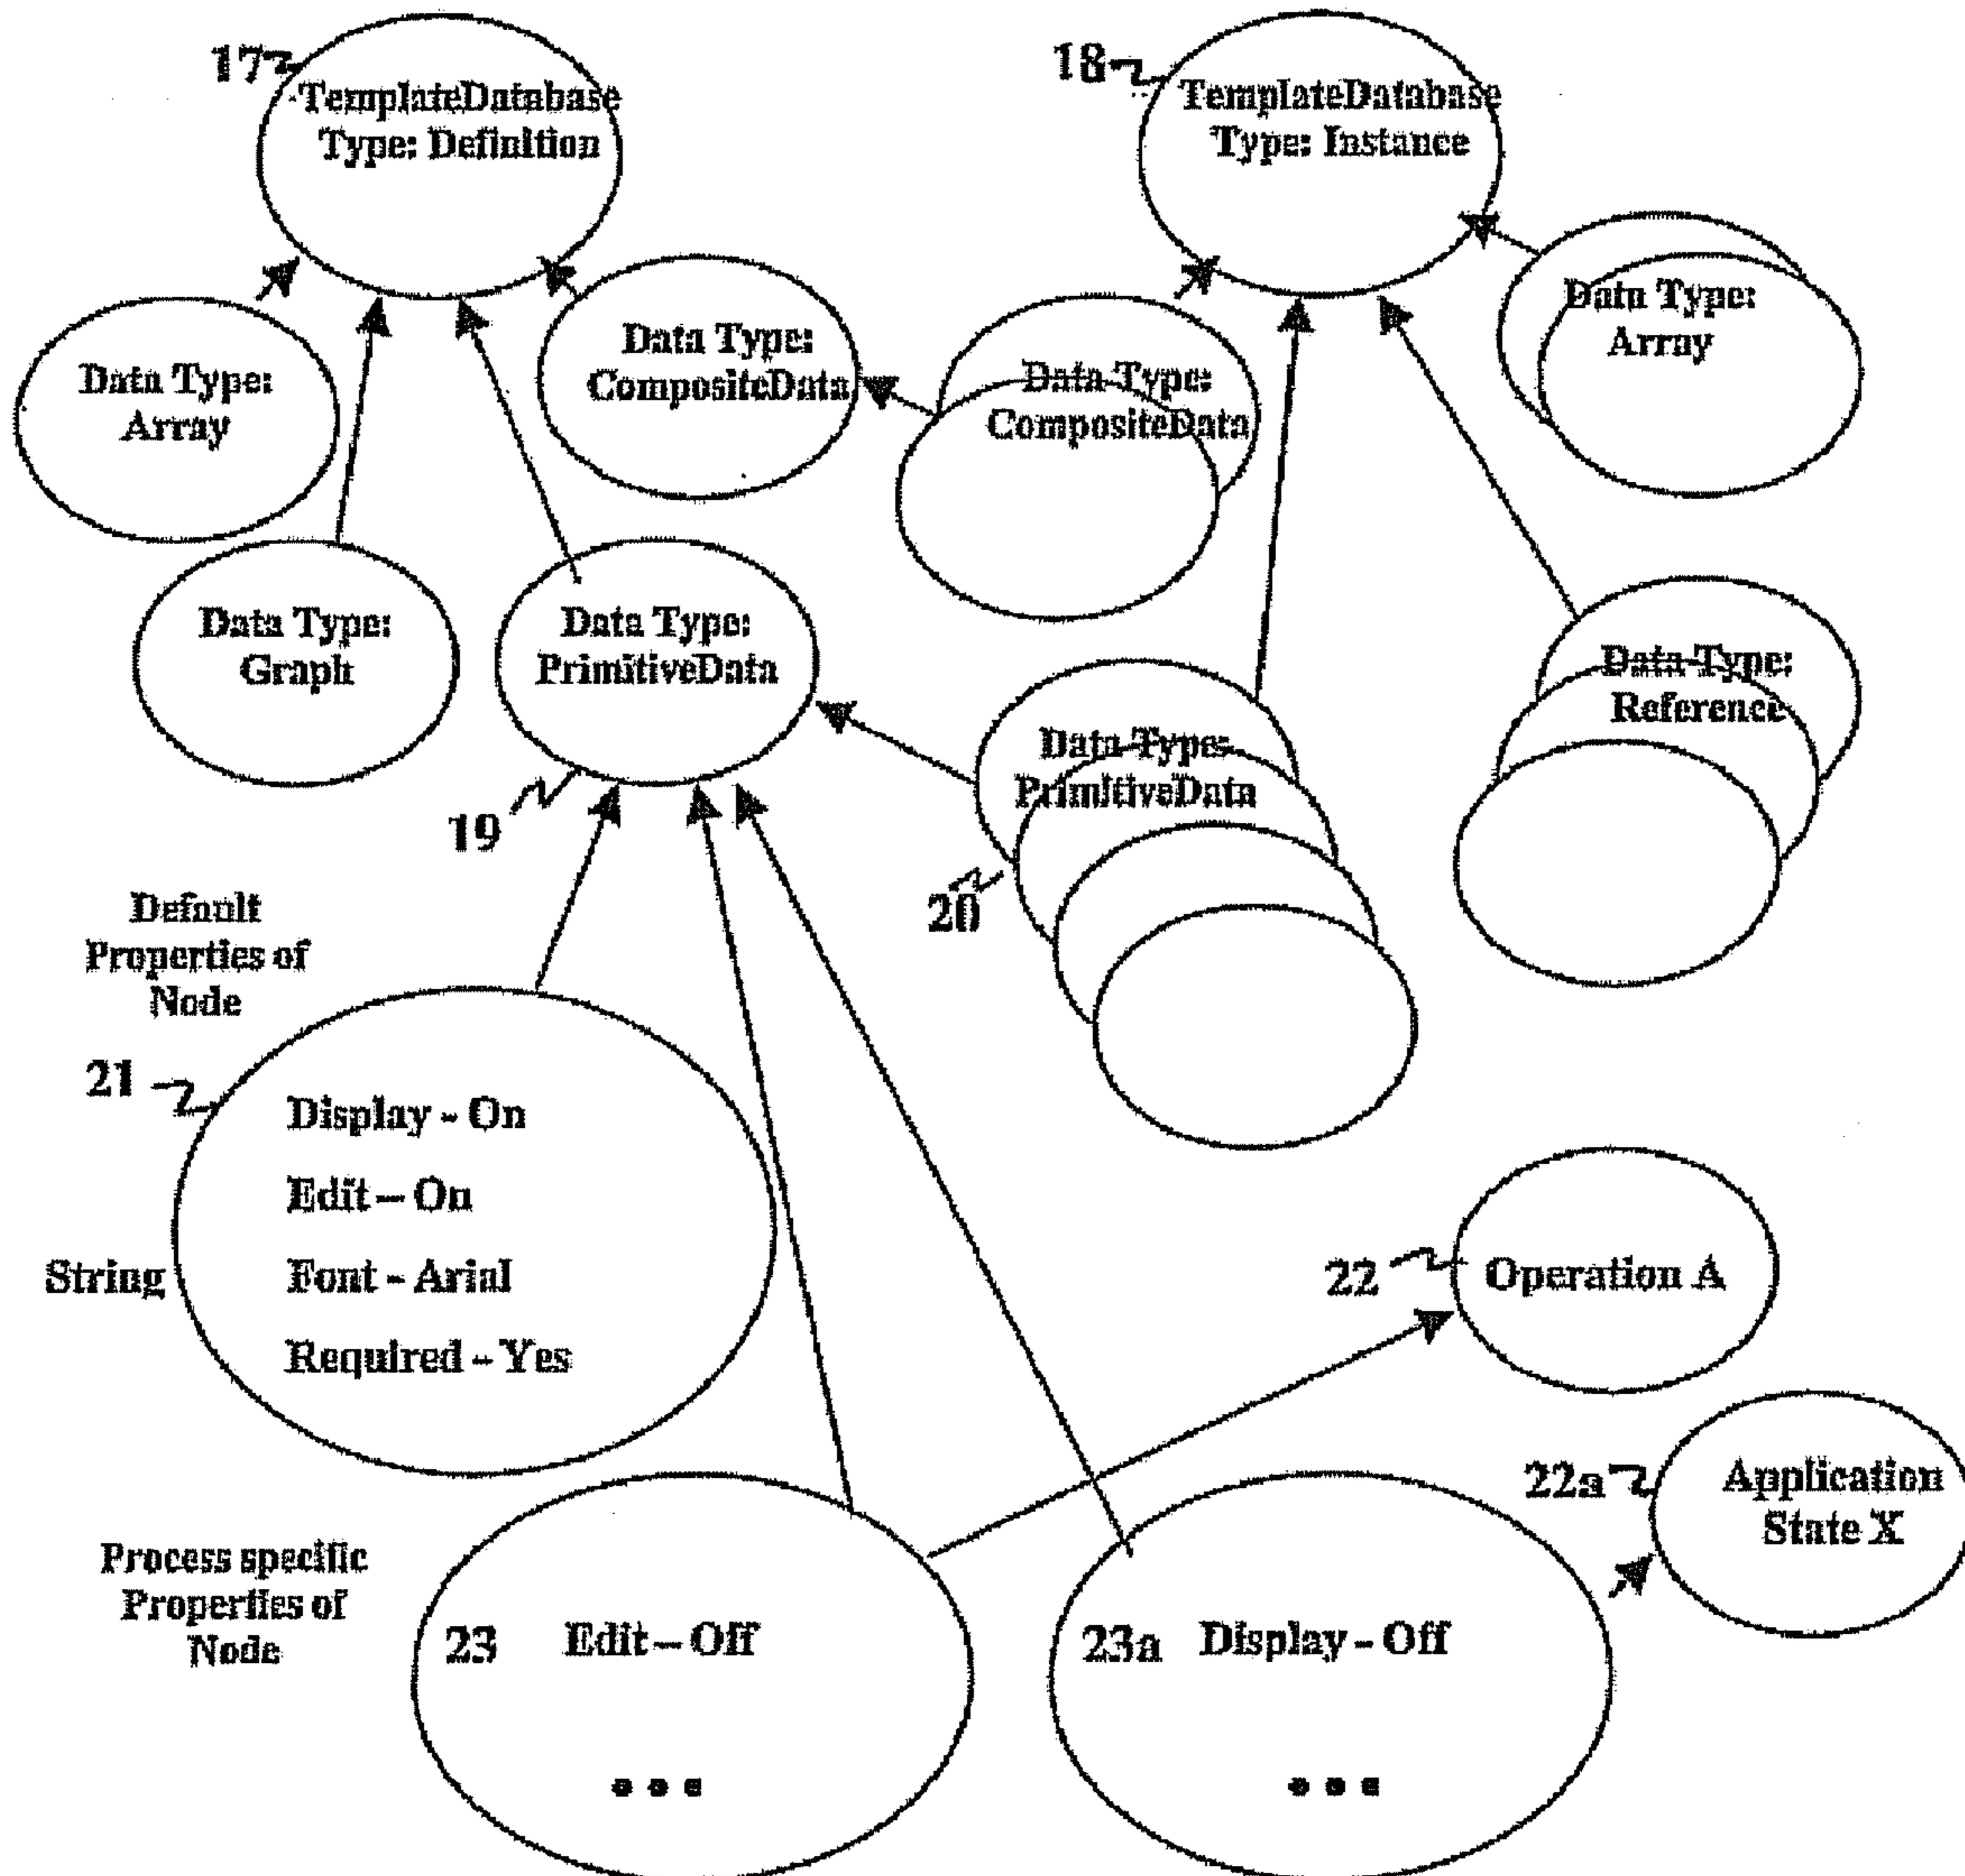 17
TemplateDatabase
Type: Definition
18
TemplateDatabase
Type: Instance
Data Type:
Array
Data Type:
CompositeData
Data Type:
CompositeData
Data Type:
Array
Data Type:
Graph
Data Type:
PrimitiveData
19
Data Type:
PrimitiveData
20
Data Type:
Reference
Default
Properties of
Node
21
Display - On
Edit – On
String
Font - Arial
Required – Yes
22
Operation A
22a
Application
State X
Process specific
Properties of
Node
23
Edit – Off
• • •
23a
Display - Off
• • •